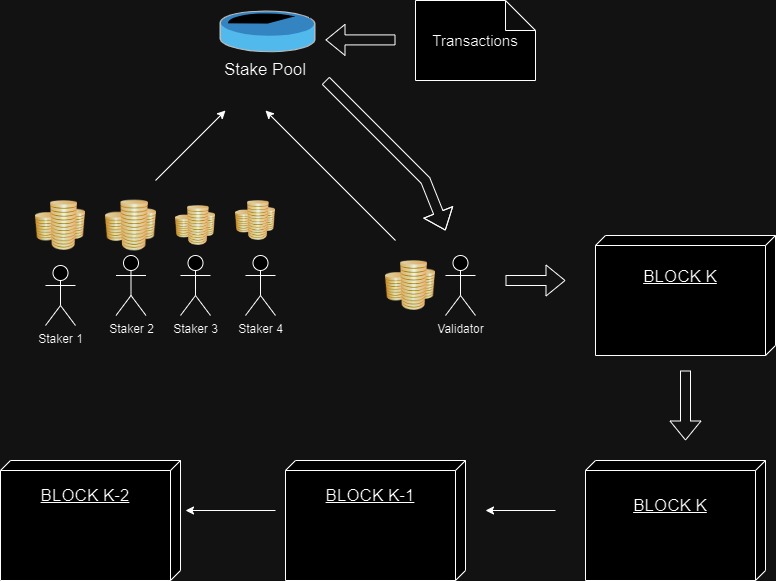 Transactions
Stake Pool
Staker 1
Staker 2
Staker 3
Staker 4
Validator
BLOCK K
BLOCK K-2
BLOCK K-1
BLOCK K